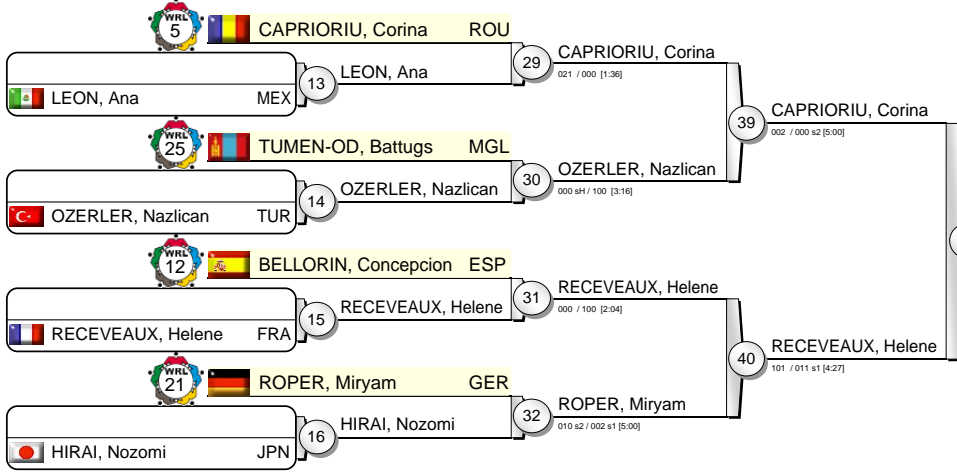 WRL 5 CAPRIORIU, Corina ROU
13 LEON, Ana
LEON, Ana MEX
29 CAPRIORIU, Corina
021 / 000 [1:36]
WRL 25 TUMEN-OD, Battugs MGL
14 OZERLER, Nazlican
OZERLER, Nazlican TUR
30 OZERLER, Nazlican
000 sH / 100 [3:16]
39 CAPRIORIU, Corina
002 / 000 s2 [5:00]
WRL 12 BELLORIN, Concepcion ESP
15 RECEVEAUX, Helene
RECEVEAUX, Helene FRA
31 RECEVEAUX, Helene
000 / 100 [2:04]
WRL 21 ROPER, Miryam GER
16 HIRAI, Nozomi
HIRAI, Nozomi JPN
32 ROPER, Miryam
010 s2 / 002 s1 [5:00]
40 RECEVEAUX, Helene
101 / 011 s1 [4:27]